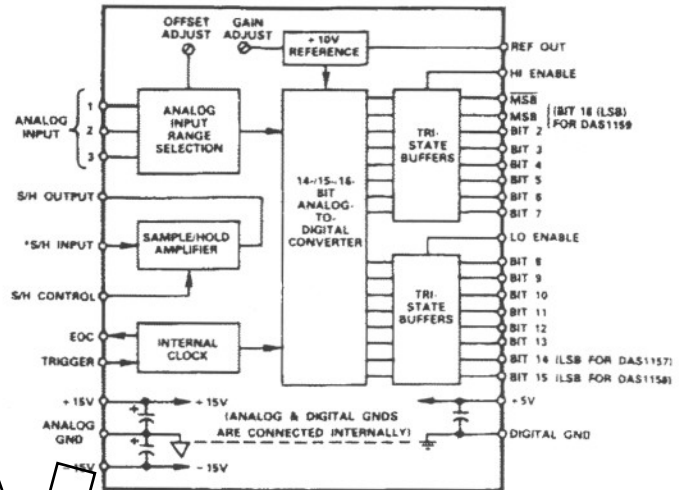 OFFSET ADJUST
GAIN ADJUST
+10V REFERENCE
REF OUT
HI ENABLE
ANALOG INPUT
1
2
3
ANALOG INPUT RANGE SELECTION
14-/15-,16-BIT ANALOG-TO-DIGITAL CONVERTER
TRI-STATE BUFFERS
MSB
MSB
(BIT 16 (LSB) FOR DAS1159
BIT 2
BIT 3
BIT 4
BIT 5
BIT 6
BIT 7
S/H OUTPUT
*S/H INPUT
SAMPLE/HOLD AMPLIFIER
S/H CONTROL
LO ENABLE
TRI-STATE BUFFERS
BIT 8
BIT 9
BIT 10
BIT 11
BIT 12
BIT 13
BIT 14 (LSB FOR DAS1157)
BIT 15 (LSB FOR DAS1158)
EOC
TRIGGER
INTERNAL CLOCK
+15V
+15V
+5V
ANALOG GND
(ANALOG & DIGITAL GNDS ARE CONNECTED INTERNALLY)
DIGITAL GND
15V
-15V